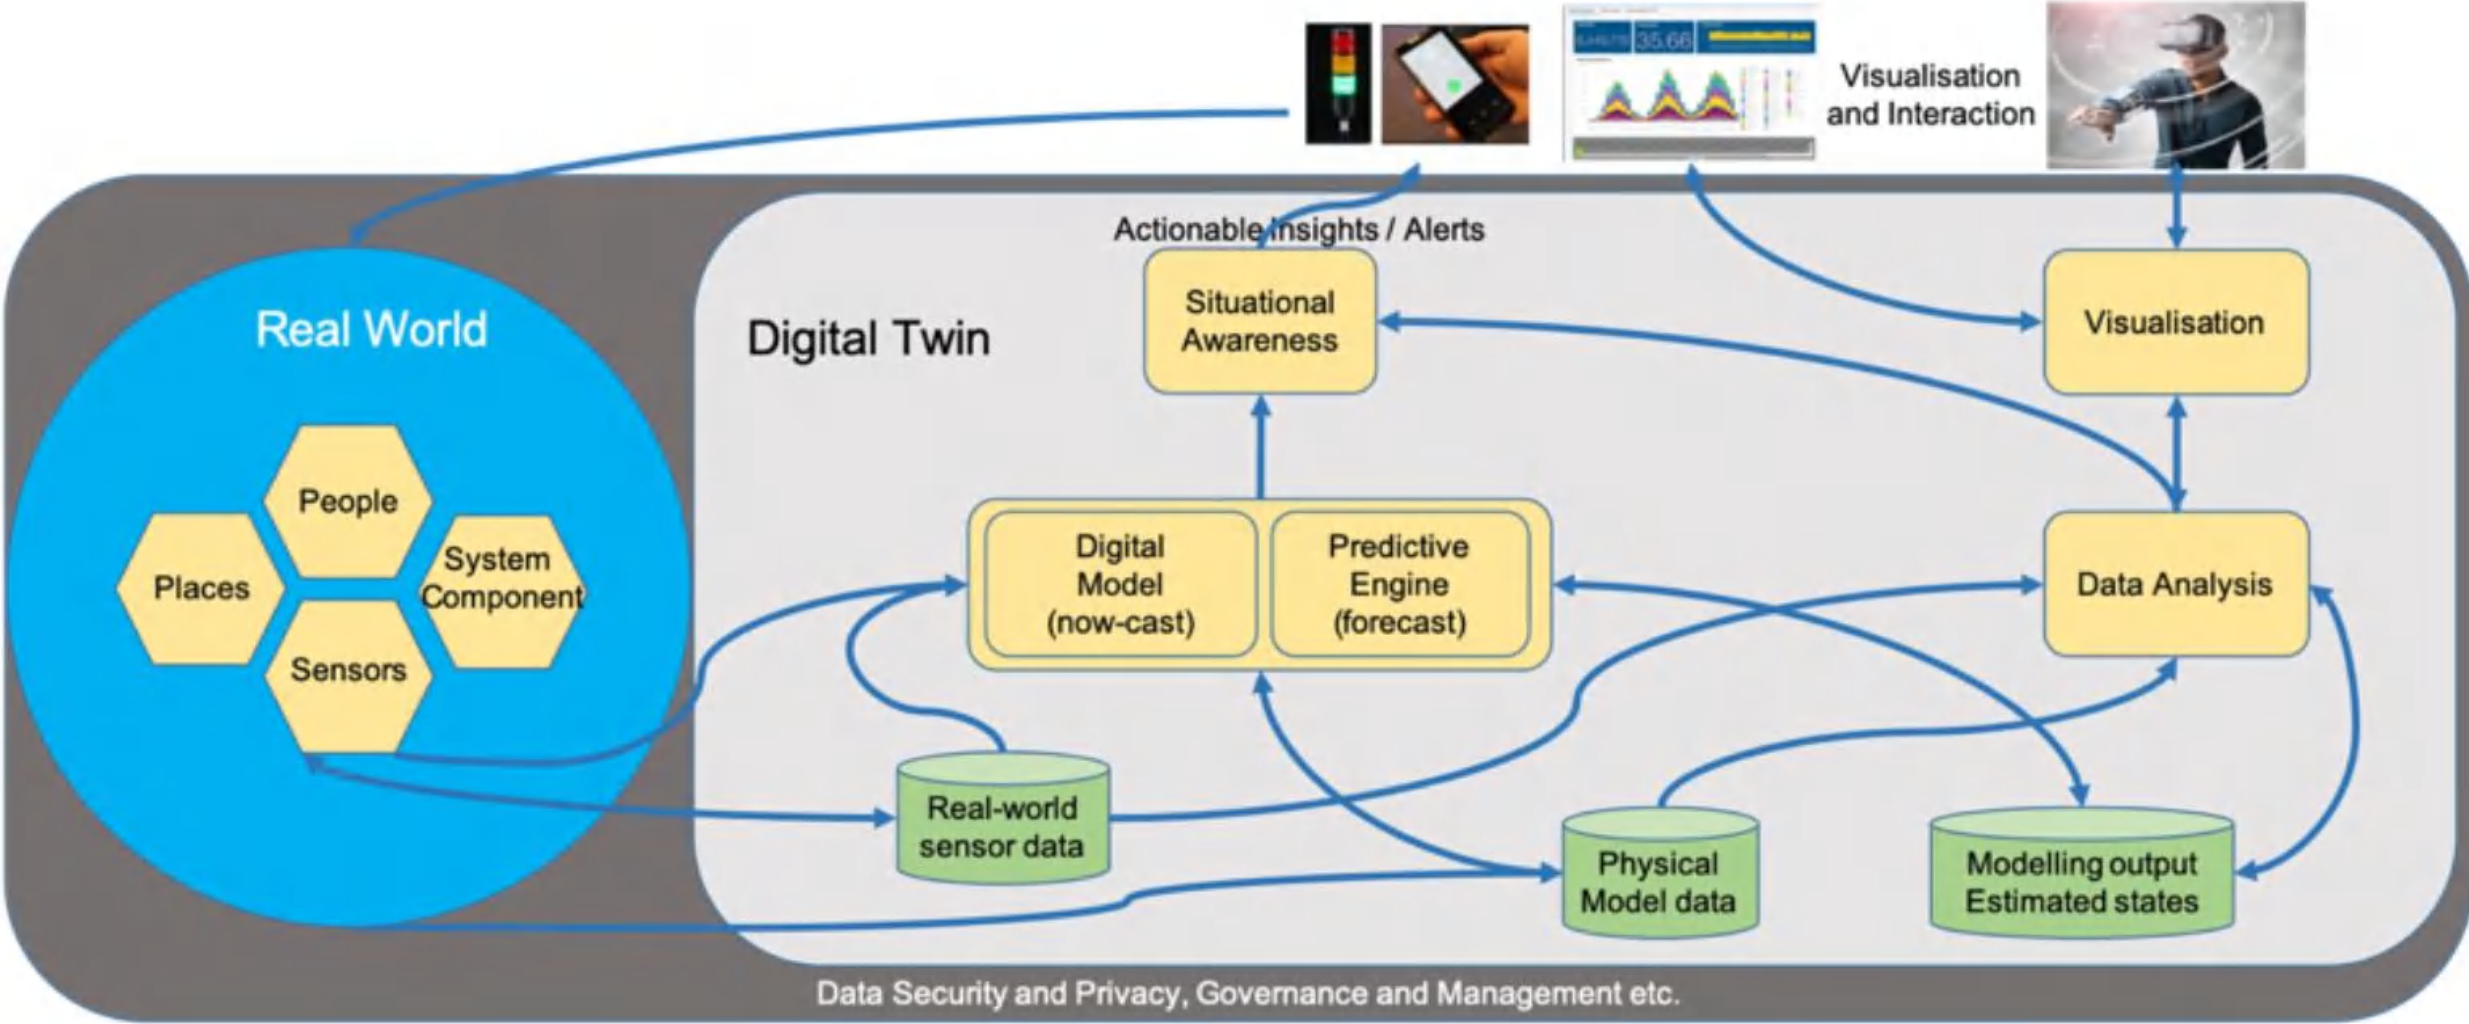 Visualisation
and Interaction
35.66
Actionable Insights / Alerts
Real World
Digital Twin
Situational
Awareness
Visualisation
People
Places
System
Component
Sensors
Digital
Model
(now-cast)
Predictive
Engine
(forecast)
Data Analysis
Real-world
sensor data
Physical
Model data
Modelling output
Estimated states
Data Security and Privacy, Governance and Management etc.